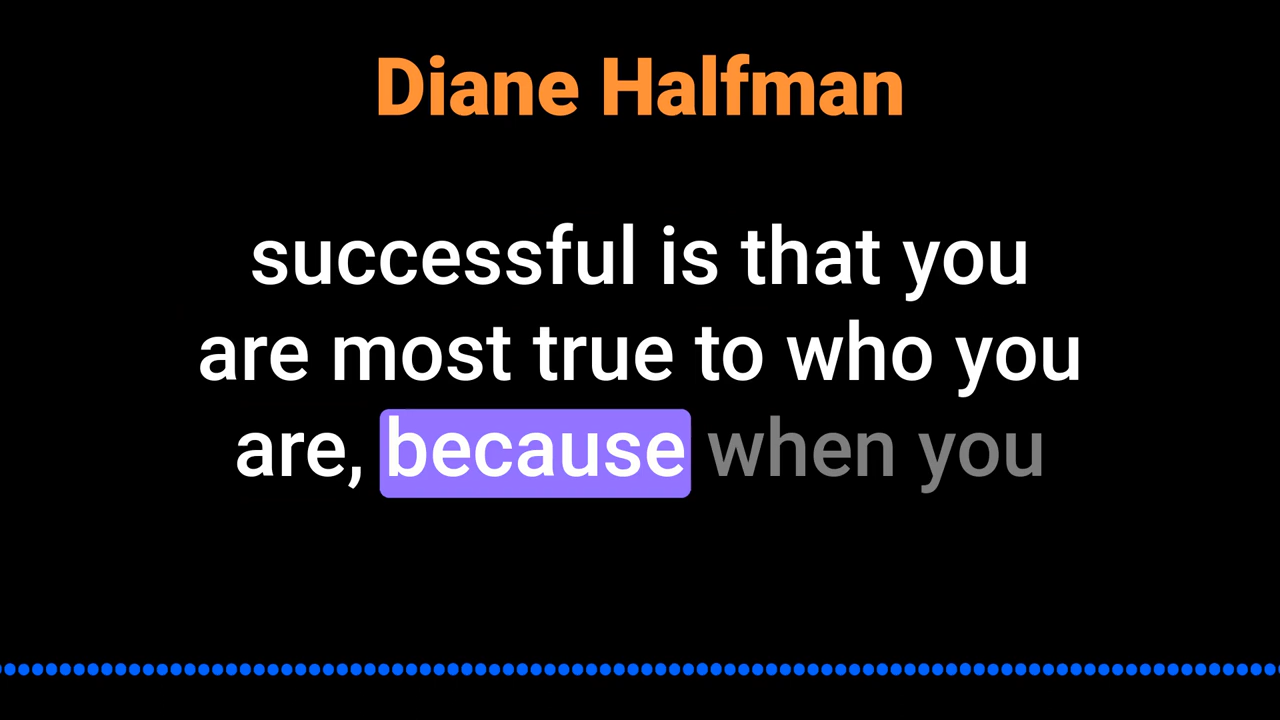 Diane Halfman
successful is that you
are most true to who you
are, because when you